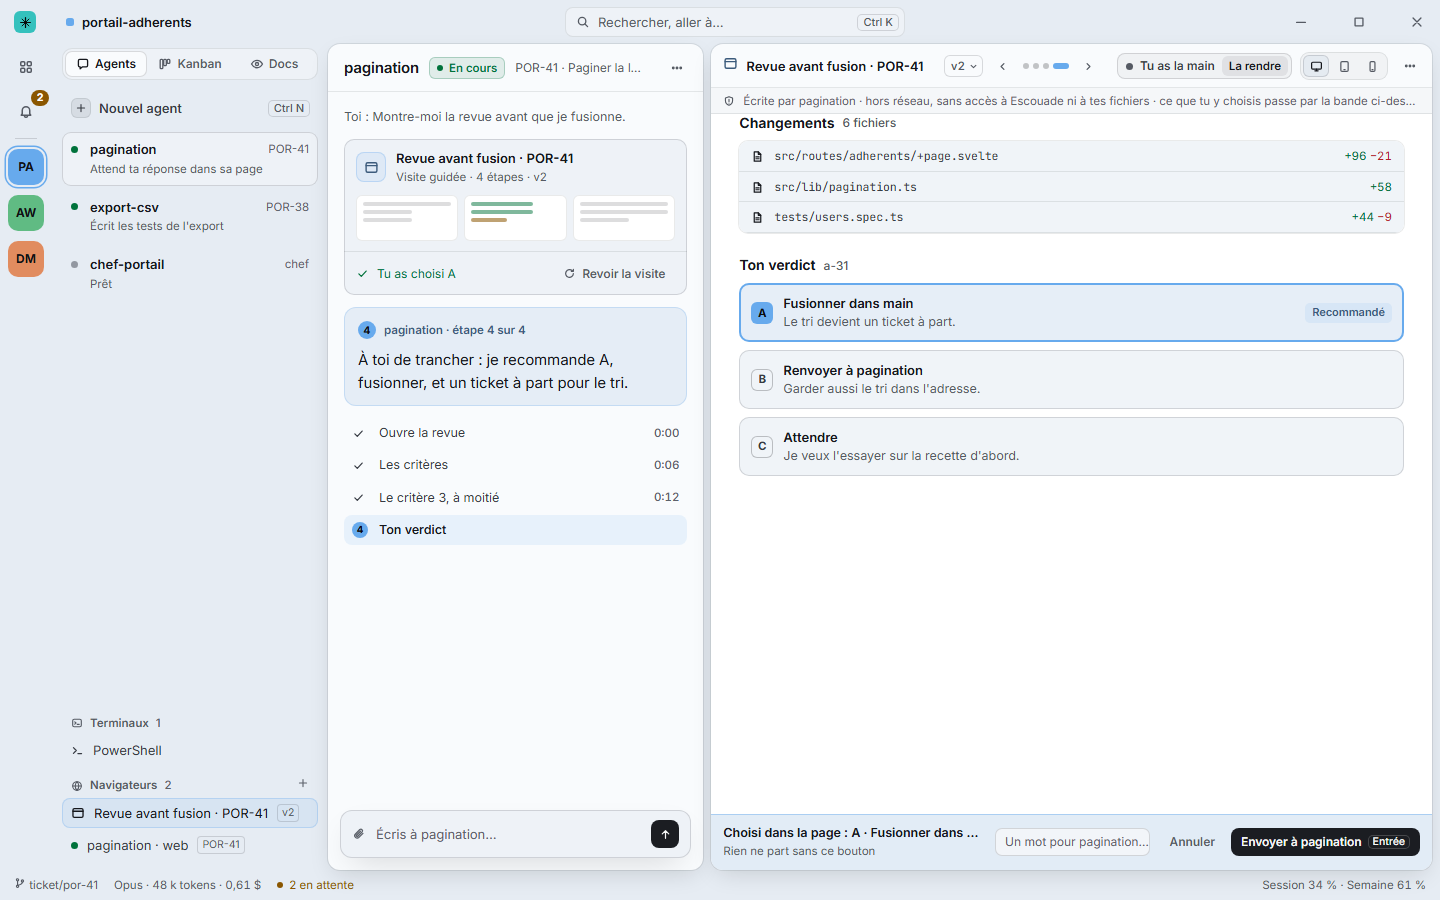 portail-adherents
Rechercher, aller à...
Ctrl K
2
PA
AW
DM
Agents
Kanban
Docs
Nouvel agent
Ctrl N
pagination
POR-41
Attend ta réponse dans sa page
export-csv
POR-38
Écrit les tests de l'export
chef-portail
chef
Prêt
Terminaux 1
PowerShell
Navigateurs 2
Revue avant fusion · POR-41
v2
pagination · web
POR-41
pagination
En cours
POR-41 · Paginer la l...
Toi : Montre-moi la revue avant que je fusionne.
Revue avant fusion · POR-41
Visite guidée · 4 étapes · v2
Tu as choisi A
Revoir la visite
4
pagination · étape 4 sur 4
À toi de trancher : je recommande A,
fusionner, et un ticket à part pour le tri.
Ouvre la revue
0:00
Les critères
0:06
Le critère 3, à moitié
0:12
4
Ton verdict
Écris à pagination...
Revue avant fusion · POR-41
v2
Tu as la main
La rendre
Écrite par pagination · hors réseau, sans accès à Escouade ni à tes fichiers · ce que tu y choisis passe par la bande ci-des...
Changements 6 fichiers
src/routes/adherents/+page.svelte
+96 −21
src/lib/pagination.ts
+58
tests/users.spec.ts
+44 −9
Ton verdict a-31
A
Fusionner dans main
Le tri devient un ticket à part.
Recommandé
B
Renvoyer à pagination
Garder aussi le tri dans l'adresse.
C
Attendre
Je veux l'essayer sur la recette d'abord.
Choisi dans la page : A · Fusionner dans ...
Rien ne part sans ce bouton
Un mot pour pagination...
Annuler
Envoyer à pagination
Entrée
ticket/por-41
Opus · 48 k tokens · 0,61 $
2 en attente
Session 34 % · Semaine 61 %